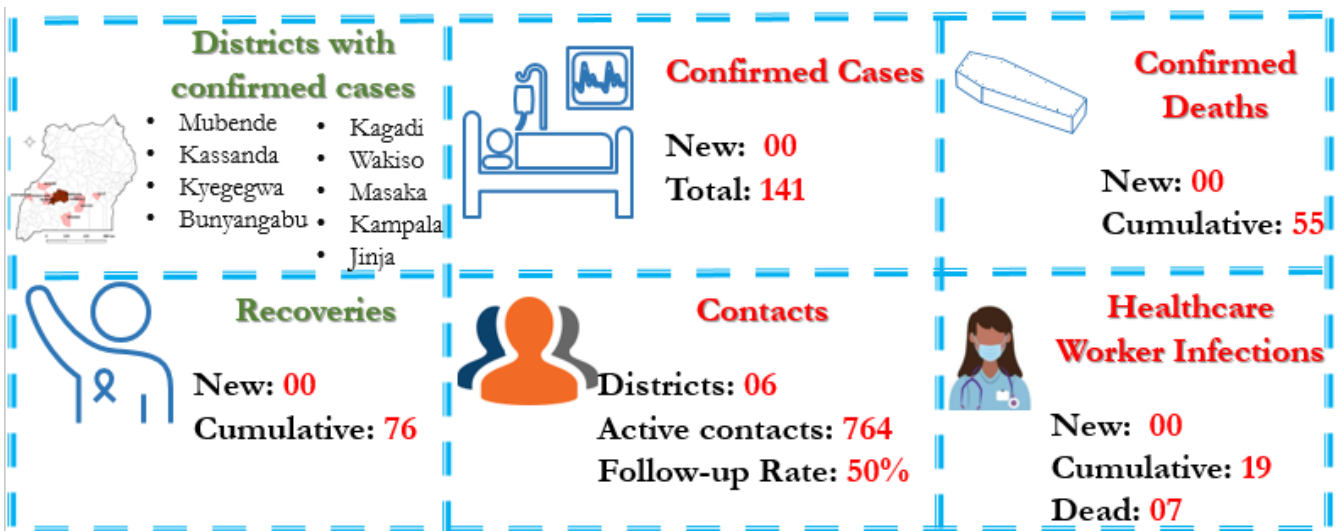 Districts with
confirmed cases
• Mubende
• Kassanda
• Kyegegwa
• Bunyangabu
• Kagadi
• Wakiso
• Masaka
• Kampala
• Jinja
Confirmed Cases
New: 00
Total: 141
Confirmed
Deaths
New: 00
Cumulative: 55
Recoveries
New: 00
Cumulative: 76
Contacts
Districts: 06
Active contacts: 764
Follow-up Rate: 50%
Healthcare
Worker Infections
New: 00
Cumulative: 19
Dead: 07